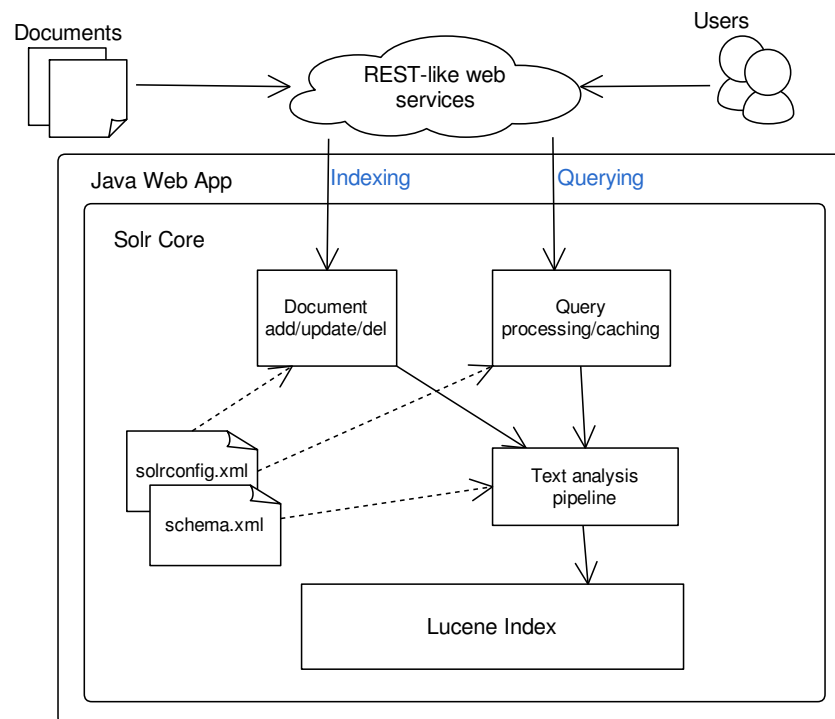 Documents
Users
REST-like web
services
Java Web App
Indexing
Querying
Solr Core
Document
add/update/del
Query
processing/caching
solrconfig.xml
schema.xml
Text analysis
pipeline
Lucene Index